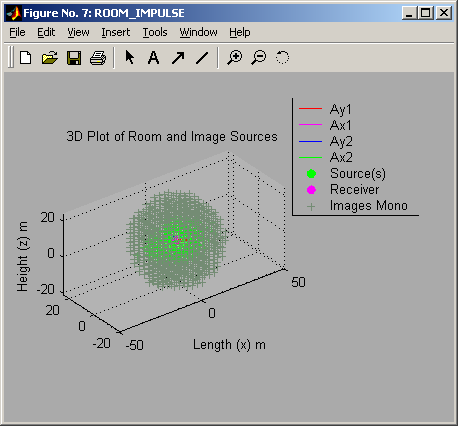 Figure No. 7: ROOM_IMPULSE
File Edit View Insert Tools Window Help
A
3D Plot of Room and Image Sources
Ay1
Ax1
Ay2
Ax2
Source(s)
Receiver
Images Mono
Height (z) m
20
0
-20
20
0
-20
-50
0
50
Length (x) m